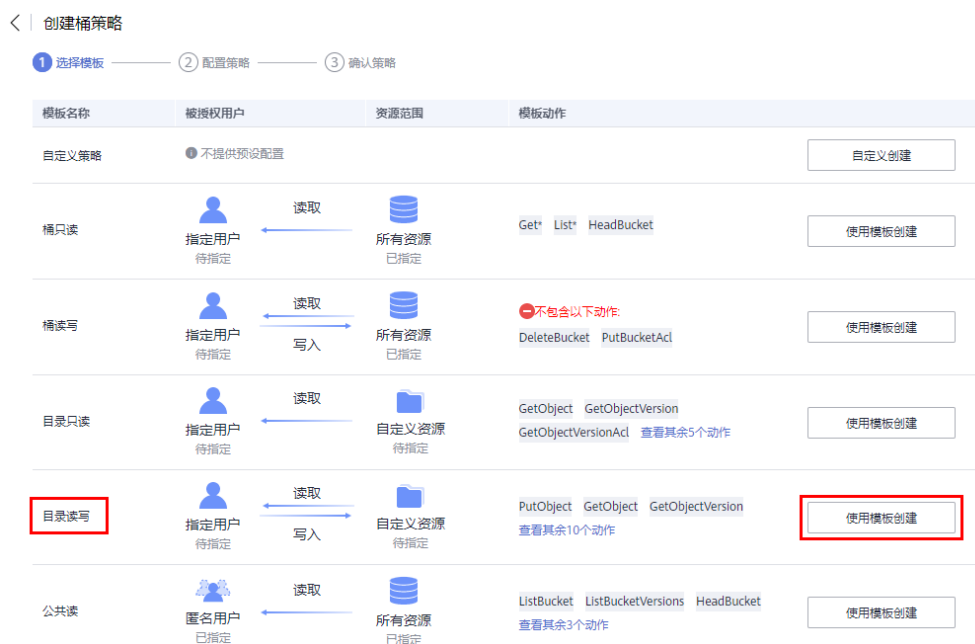 创建桶策略
1 选择模板 2 配置策略 3 确认策略
模板名称 被授权用户 资源范围 模板动作
自定义策略 不提供预设配置 自定义创建
桶只读 指定用户 待指定 读取 所有资源 已指定 Get* List* HeadBucket 使用模板创建
桶读写 指定用户 待指定 读取 写入 所有资源 已指定 不包含以下动作: DeleteBucket PutBucketAcl 使用模板创建
目录只读 指定用户 待指定 读取 自定义资源 待指定 GetObject GetObjectVersion GetObjectVersionAcl 查看其余5个动作 使用模板创建
目录读写 指定用户 待指定 读取 写入 自定义资源 待指定 PutObject GetObject GetObjectVersion 查看其余10个动作 使用模板创建
公共读 匿名用户 已指定 读取 所有资源 已指定 ListBucket ListBucketVersions HeadBucket 查看其余3个动作 使用模板创建